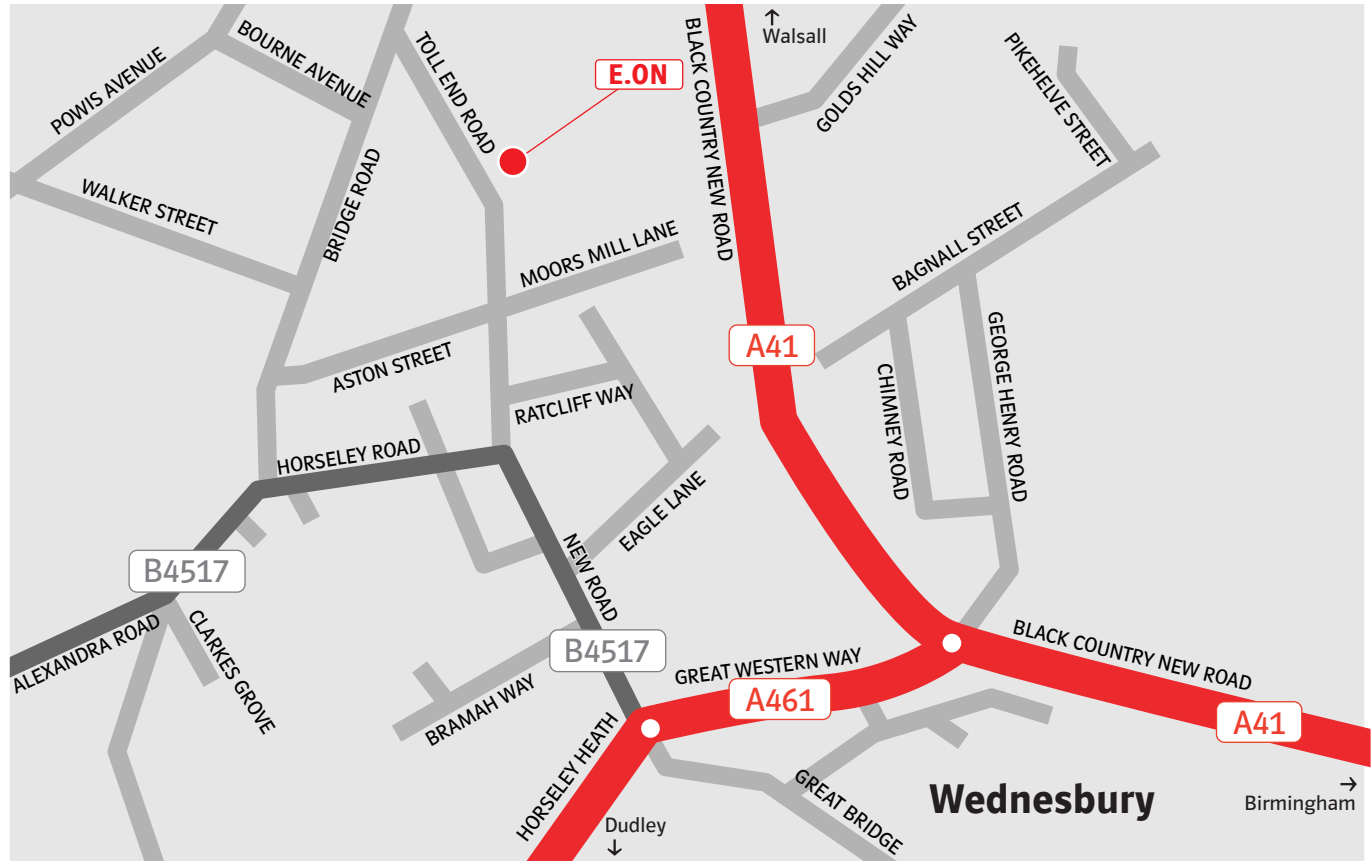 Walsall
BOURNE AVENUE
POWIS AVENUE
TOLL END ROAD
E.ON
BLACK COUNTRY NEW ROAD
GOLDS HILL WAY
PIKEHELVE STREET
WALKER STREET
BRIDGE ROAD
MOORS MILL LANE
BAGNALL STREET
A41
ASTON STREET
RATCLIFF WAY
CHIMNEY ROAD
GEORGE HENRY ROAD
HORSELEY ROAD
EAGLE LANE
NEW ROAD
B4517
ALEXANDRA ROAD
CLARKES GROVE
B4517
BRAMAH WAY
GREAT WESTERN WAY
A461
BLACK COUNTRY NEW ROAD
A41
HORSELEY HEATH
GREAT BRIDGE
Wednesbury
Birmingham
Dudley